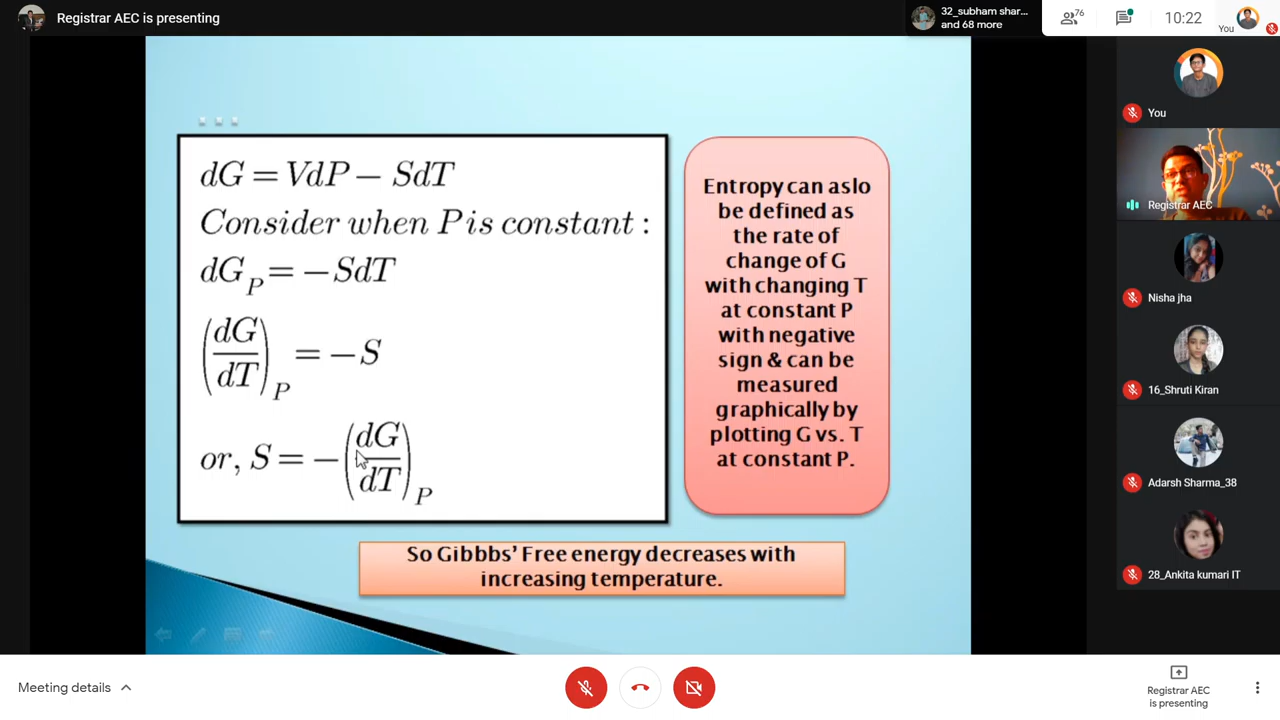 Registrar AEC is presenting
32_subham shar...
and 68 more
76
10:22
You
dG = VdP − SdT
Consider when P is constant :
dG_P = −SdT
(dG/dT)_P = −S
or, S = −(dG/dT)_P
Entropy can aslo
be defined as
the rate of
change of G
with changing T
at constant P
with negative
sign & can be
measured
graphically by
plotting G vs. T
at constant P.
So Gibbbs’ Free energy decreases with
increasing temperature.
You
Registrar AEC
Nisha jha
16_Shruti Kiran
Adarsh Sharma_38
28_Ankita kumari IT
Meeting details
Registrar AEC
is presenting